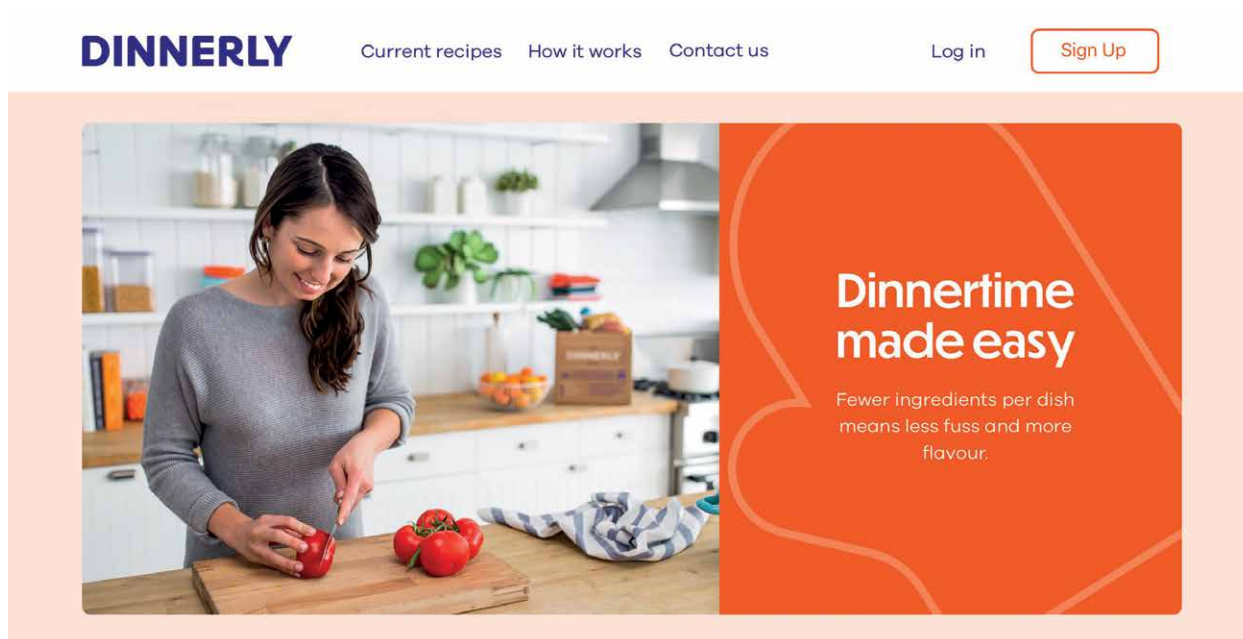 DINNERLY
Current recipes
How it works
Contact us
Log in
Sign Up
DINNERLY
Dinnertime
made easy
Fewer ingredients per dish
means less fuss and more
flavour.